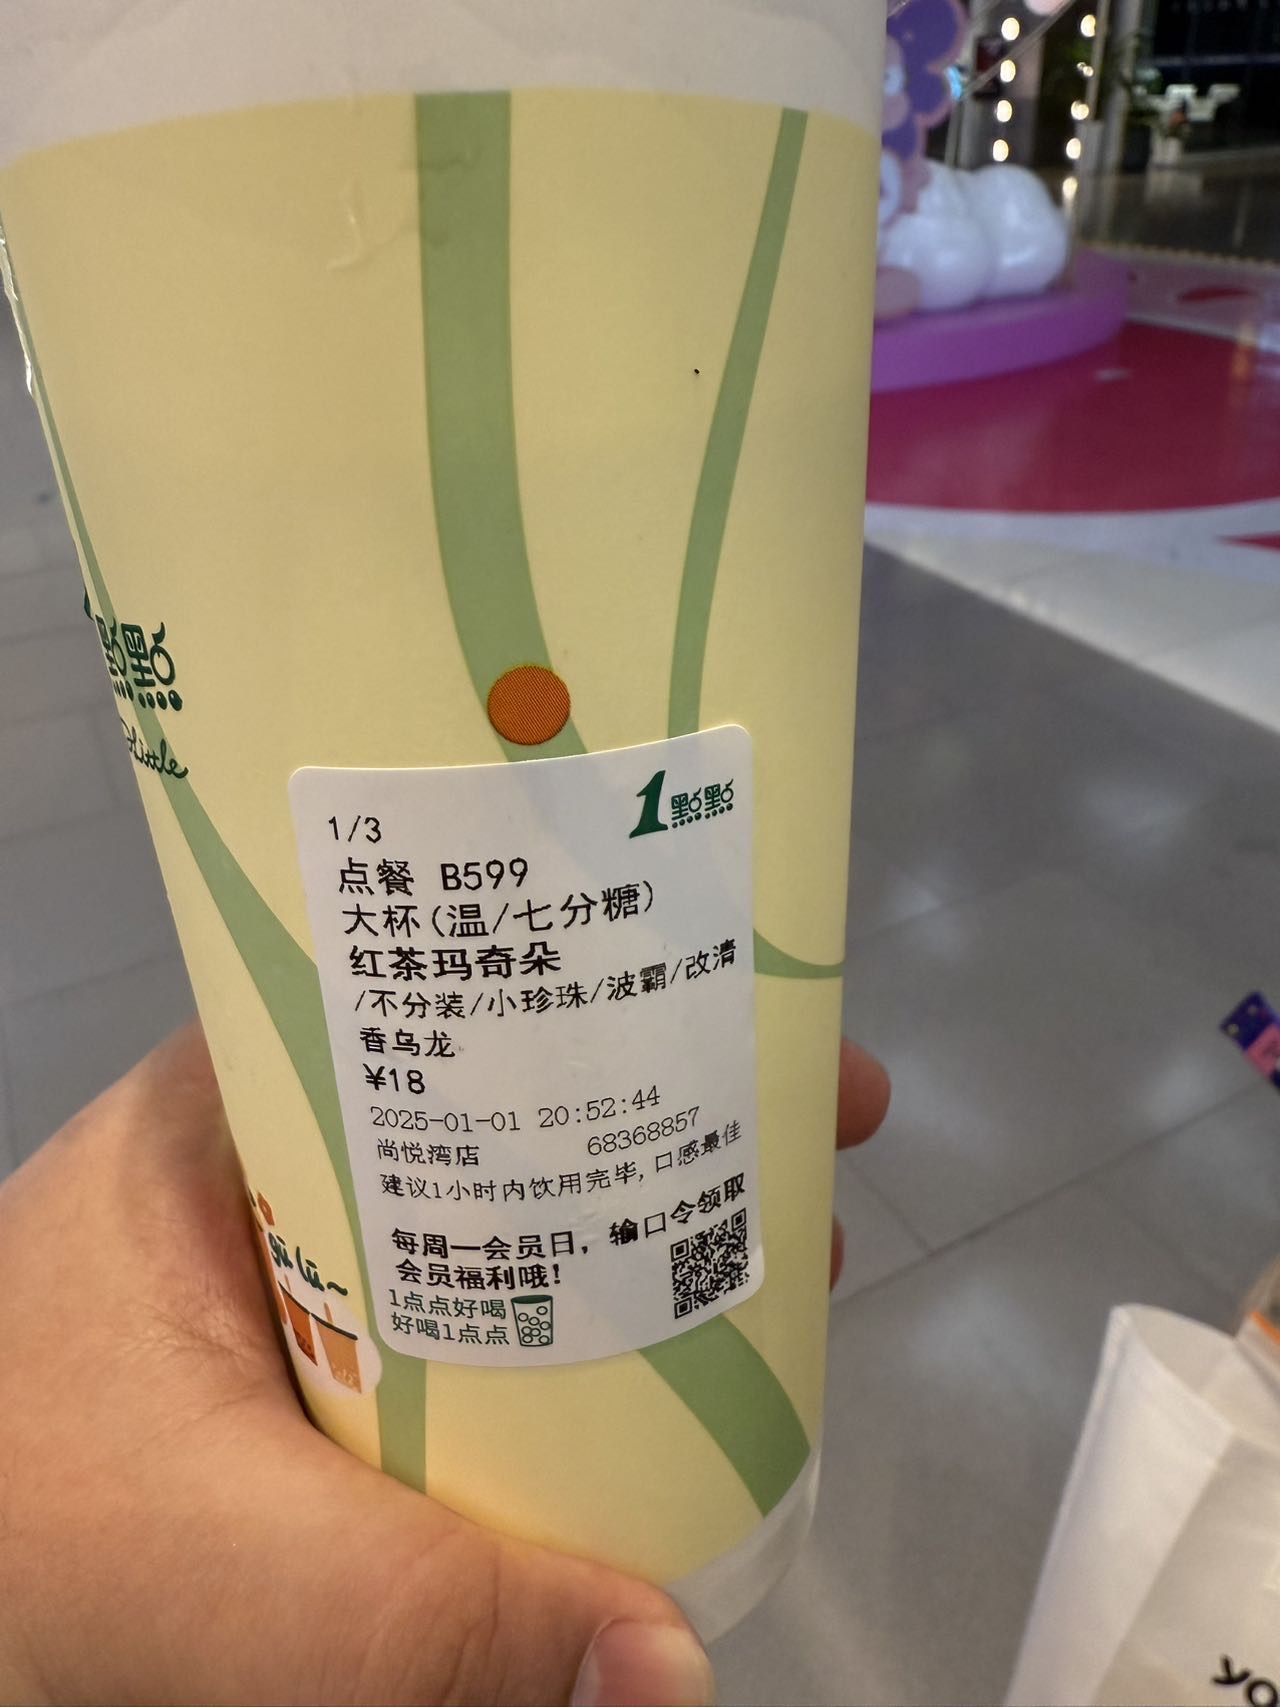 點點
Little
1點點
1/3
点餐 B599
大杯(温/七分糖)
红茶玛奇朵
/不分装/小珍珠/波霸/改清
香乌龙
¥18
2025-01-01 20:52:44
尚悦湾店 68368857
建议1小时内饮用完毕,口感最佳
每周一会员日,输口令领取
会员福利哦!
1点点好喝
好喝1点点
gū lū~
yo